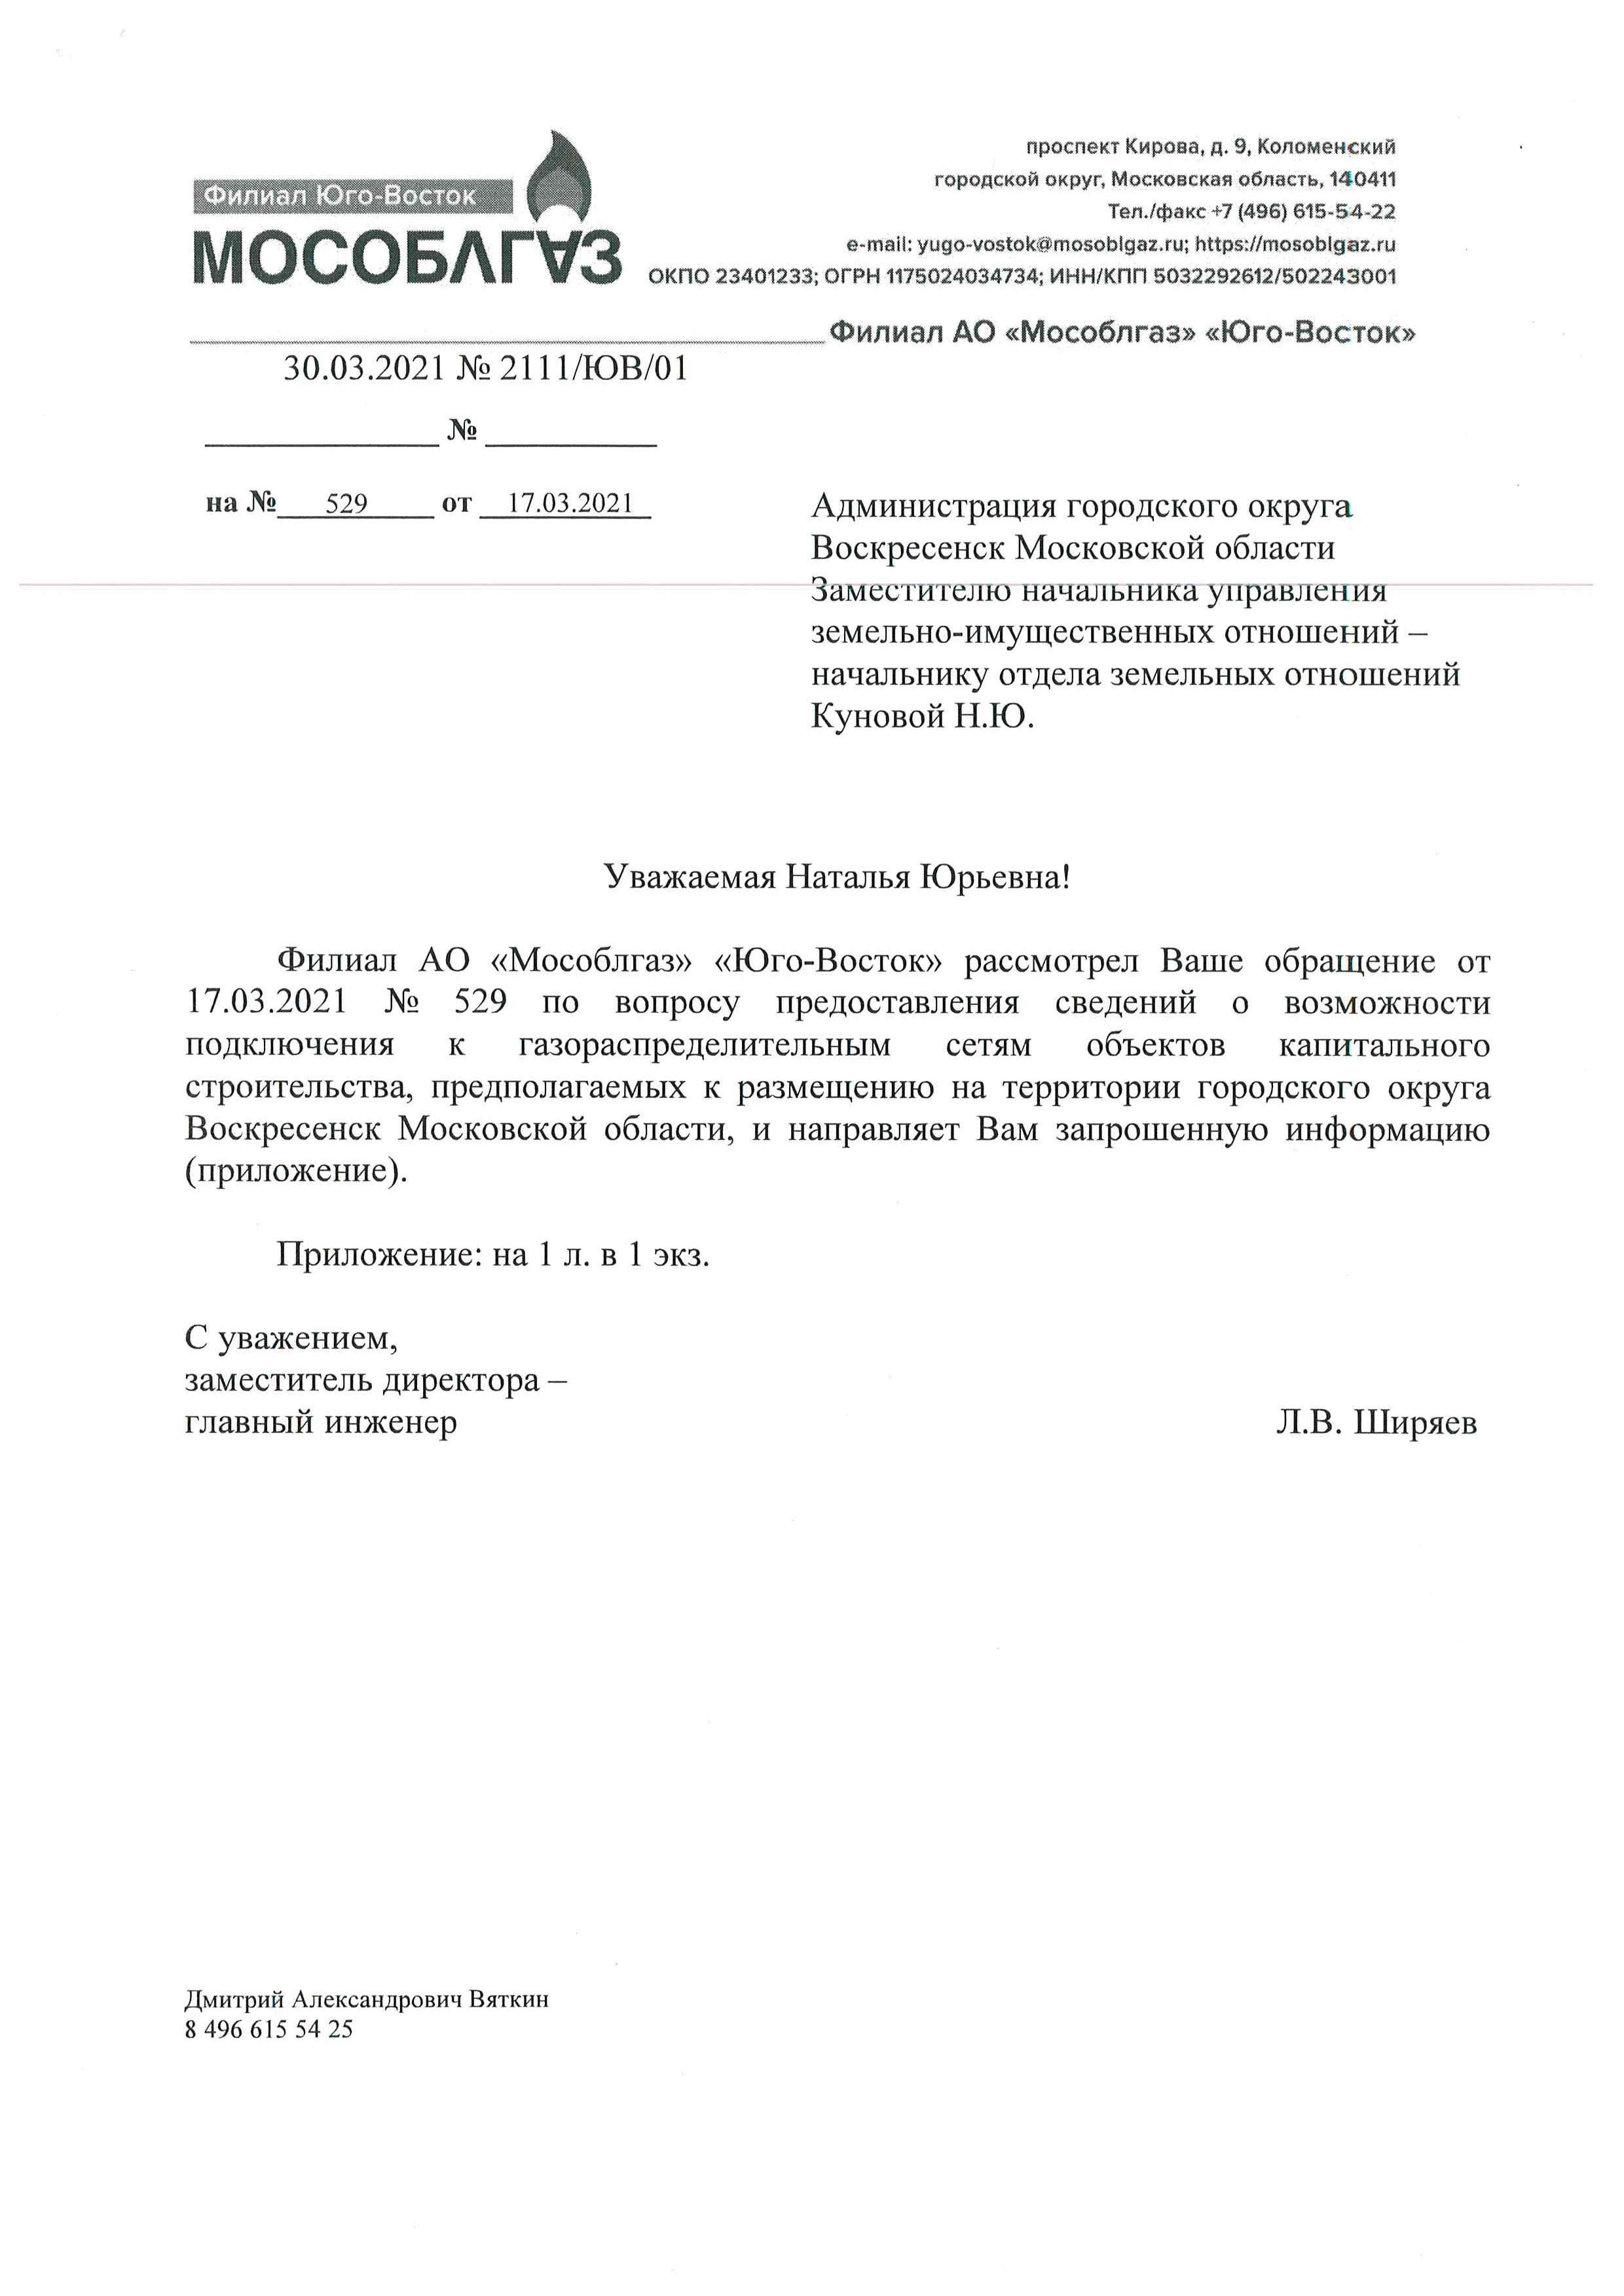 Филиал Юго-Восток
МОСОБЛГАЗ
проспект Кирова, д. 9, Коломенский
городской округ, Московская область, 140411
Тел./факс +7 (496) 615-54-22
e-mail: yugo-vostok@mosoblgaz.ru; https://mosoblgaz.ru
ОКПО 23401233; ОГРН 1175024034734; ИНН/КПП 5032292612/502243001
Филиал АО «Мособлгаз» «Юго-Восток»
30.03.2021 № 2111/ЮВ/01
№
на № 529 от 17.03.2021
Администрация городского округа
Воскресенск Московской области
Заместителю начальника управления
земельно-имущественных отношений –
начальнику отдела земельных отношений
Куновой Н.Ю.
Уважаемая Наталья Юрьевна!
Филиал АО «Мособлгаз» «Юго-Восток» рассмотрел Ваше обращение от
17.03.2021 № 529 по вопросу предоставления сведений о возможности
подключения к газораспределительным сетям объектов капитального
строительства, предполагаемых к размещению на территории городского округа
Воскресенск Московской области, и направляет Вам запрошенную информацию
(приложение).
Приложение: на 1 л. в 1 экз.
С уважением,
заместитель директора –
главный инженер
Л.В. Ширяев
Дмитрий Александрович Вяткин
8 496 615 54 25